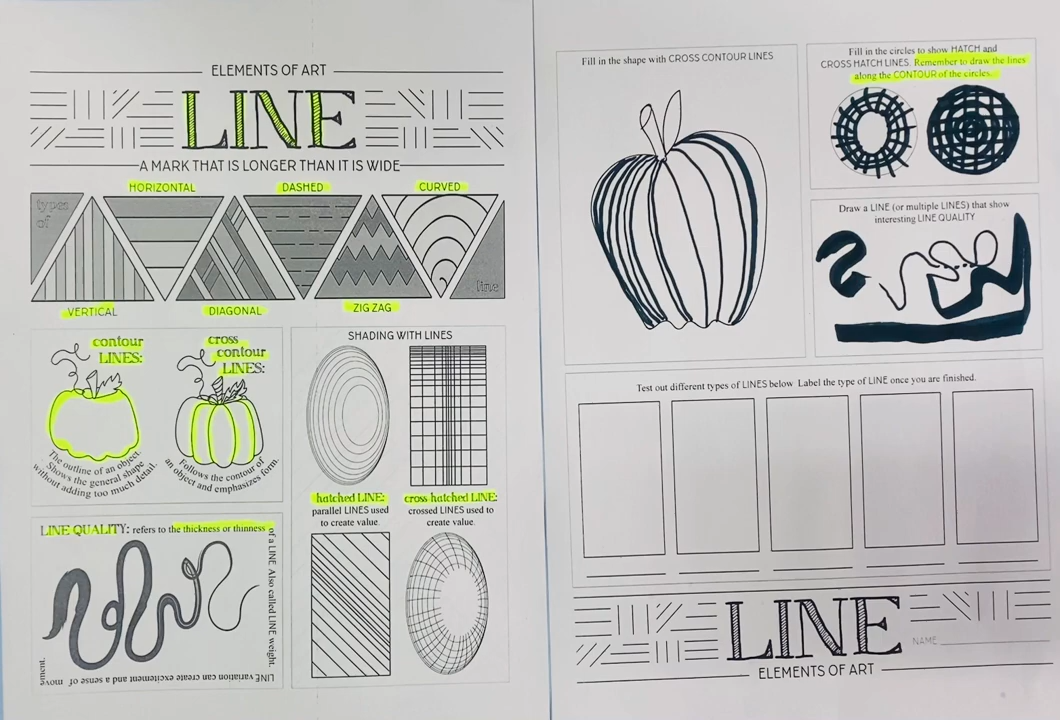 ELEMENTS OF ART
LINE
A MARK THAT IS LONGER THAN IT IS WIDE
HORIZONTAL
DASHED
CURVED
types
of
line
VERTICAL
DIAGONAL
ZIG ZAG
contour
LINES:
The outline of an object.
Shows the general shape
without adding too much detail.
cross
contour
LINES:
Follows the contour of
an object and emphasizes form.
LINE QUALITY: refers to the thickness or thinness
of a LINE. Also called LINE weight.
LINE variation can create excitement and a sense of
movement.
SHADING WITH LINES
hatched LINE:
parallel LINES used
to create value.
cross hatched LINE:
crossed LINES used to
create value.
Fill in the shape with CROSS CONTOUR LINES
Fill in the circles to show HATCH and
CROSS HATCH LINES. Remember to draw the lines
along the CONTOUR of the circles.
Draw a LINE (or multiple LINES) that show
interesting LINE QUALITY
Test out different types of LINES below. Label the type of LINE once you are finished.
LINE
NAME
ELEMENTS OF ART